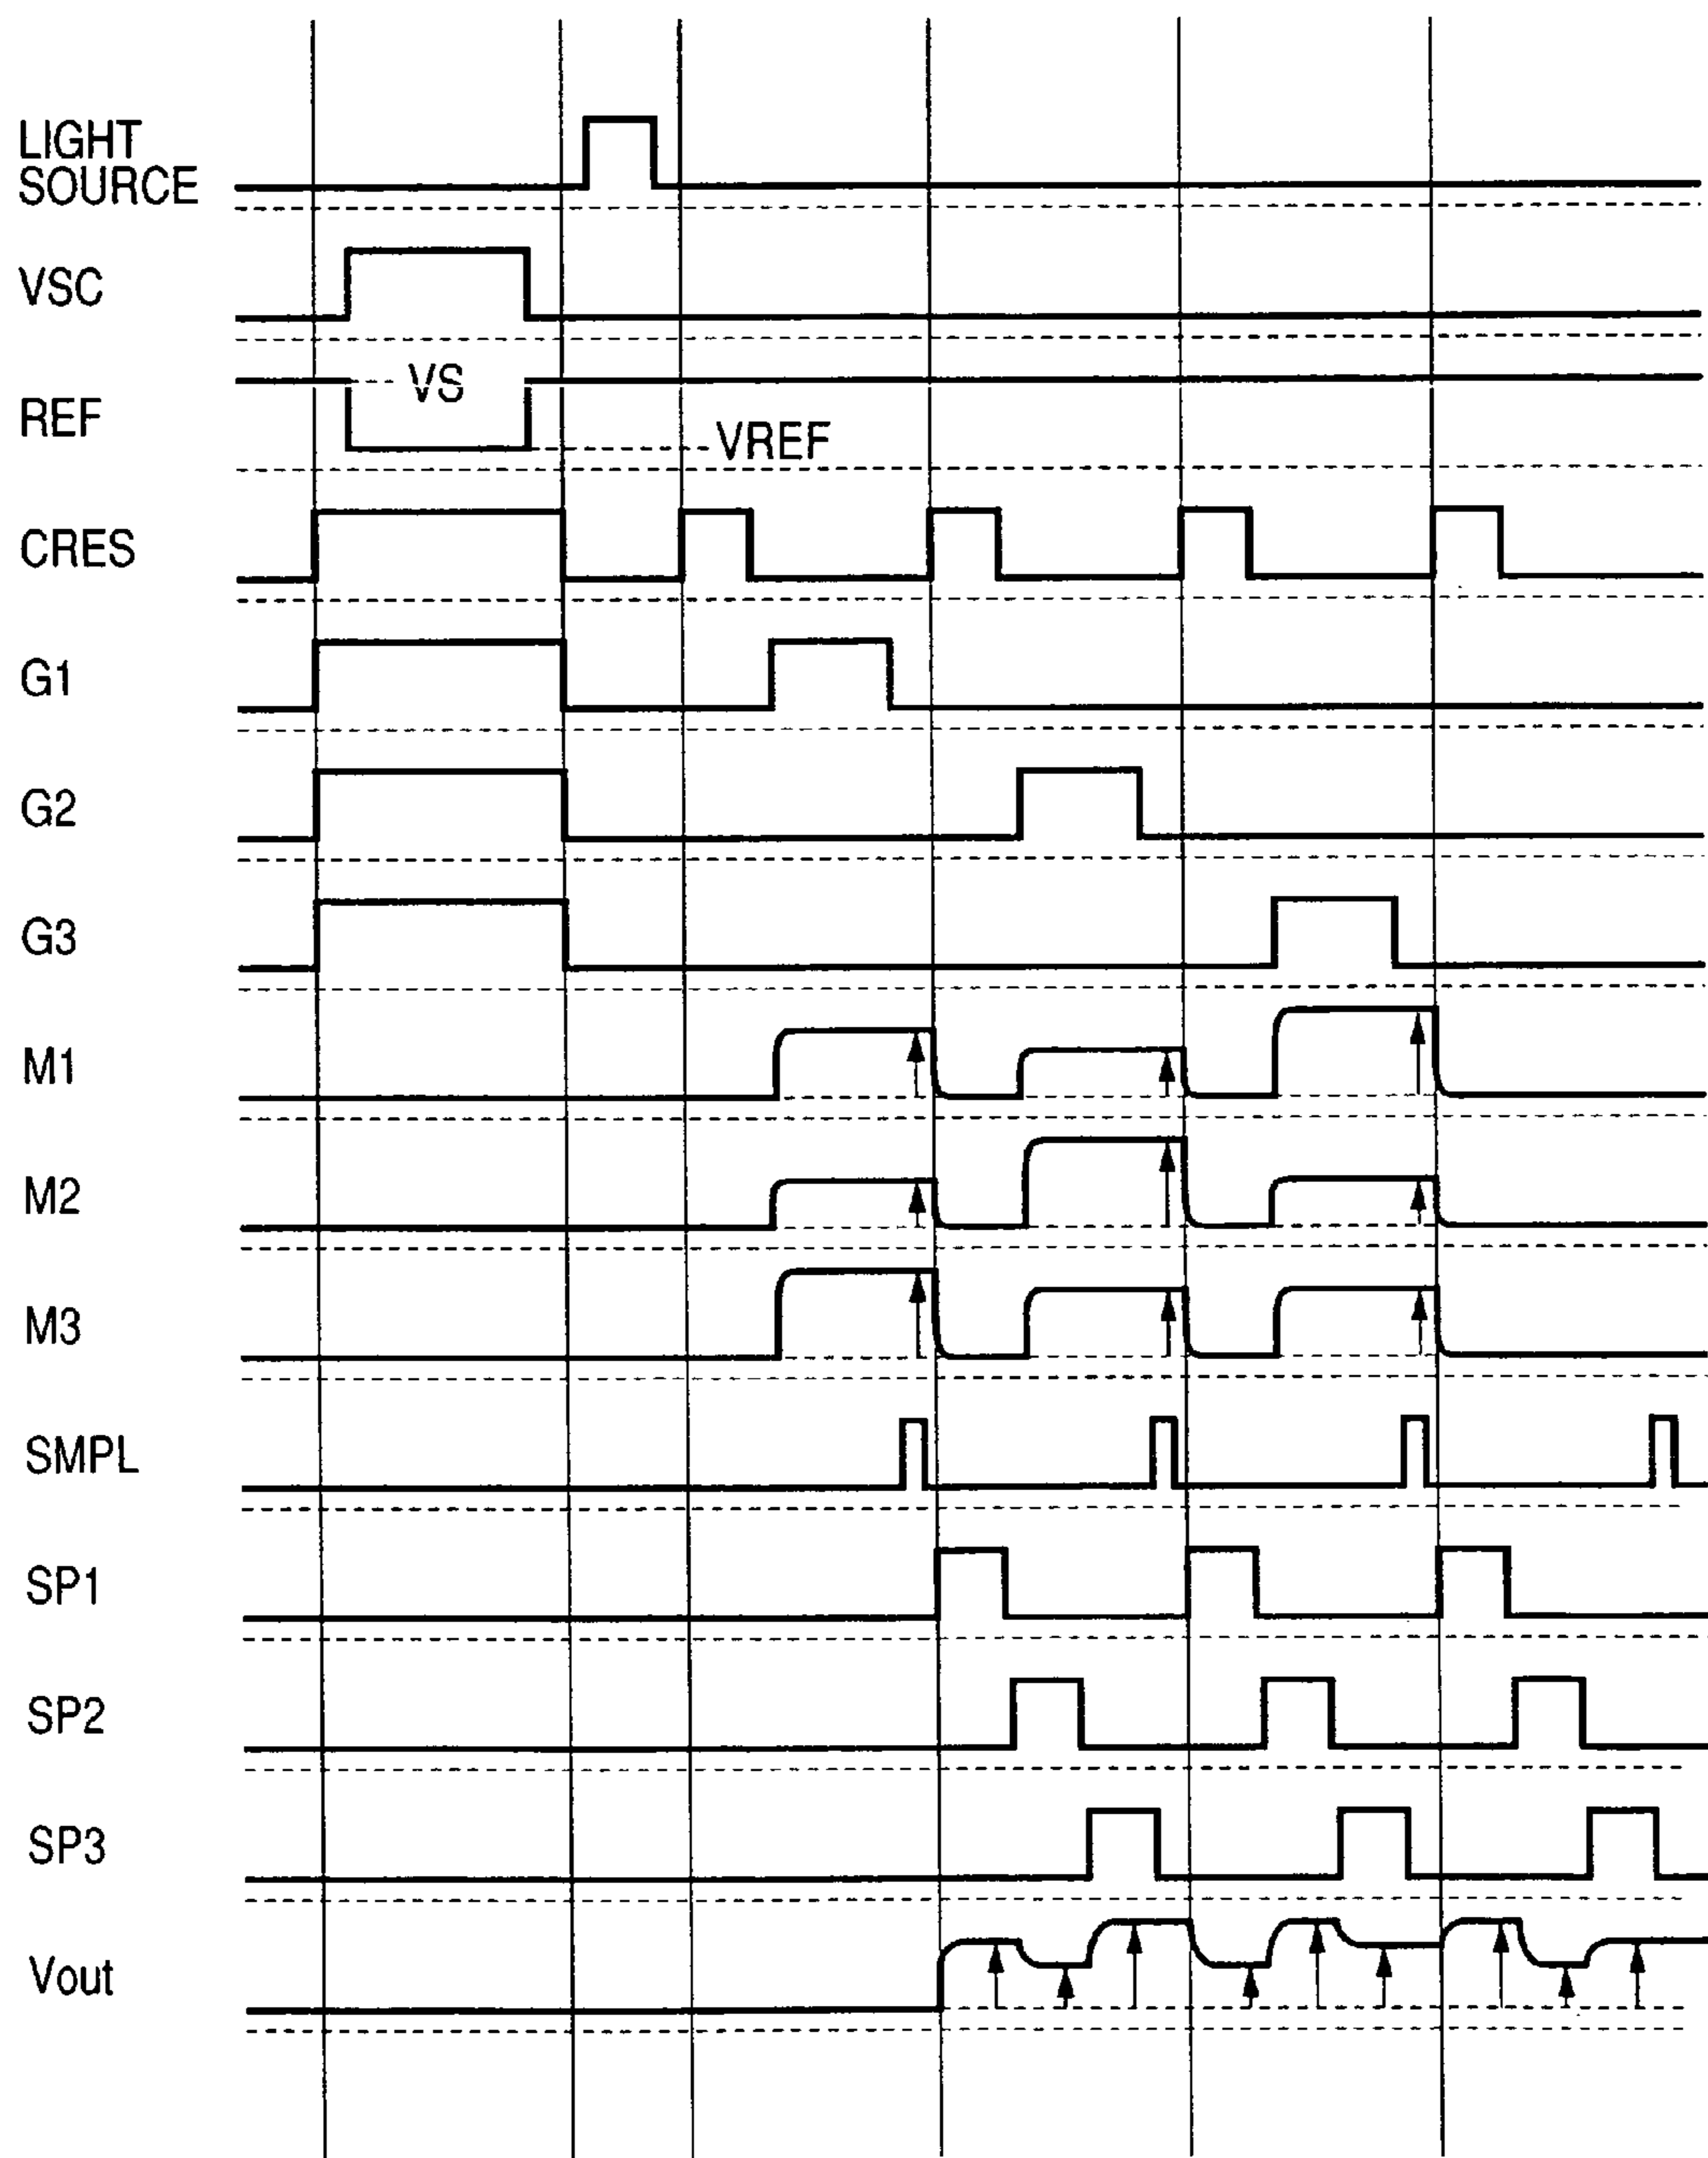 LIGHT
SOURCE
VSC
VS
REF
VREF
CRES
G1
G2
G3
M1
M2
M3
SMPL
SP1
SP2
SP3
Vout